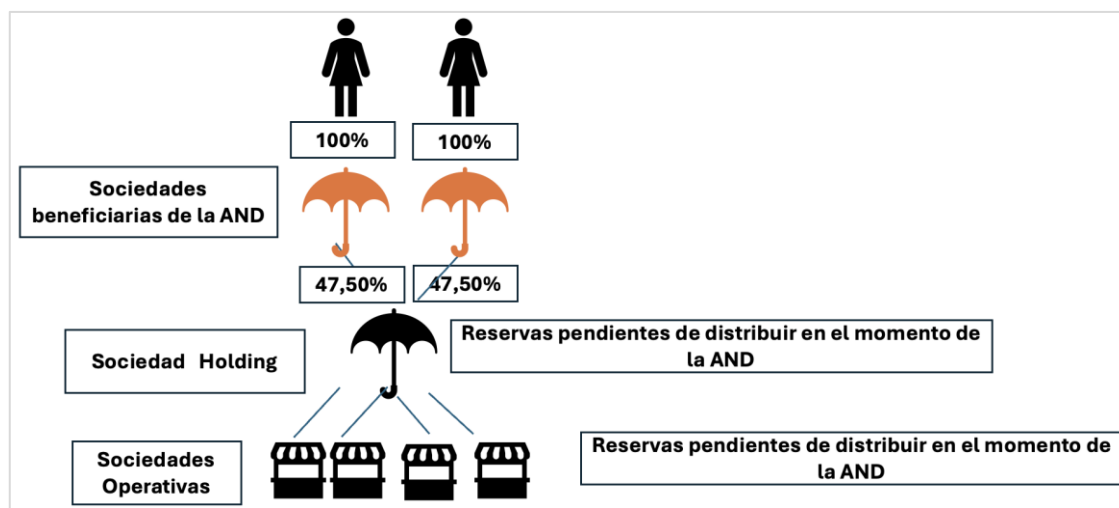 100%
100%
Sociedades
beneficiarias de la AND
47,50%
47,50%
Reservas pendientes de distribuir en el momento de
la AND
Sociedad Holding
Sociedades
Operativas
Reservas pendientes de distribuir en el momento de
la AND